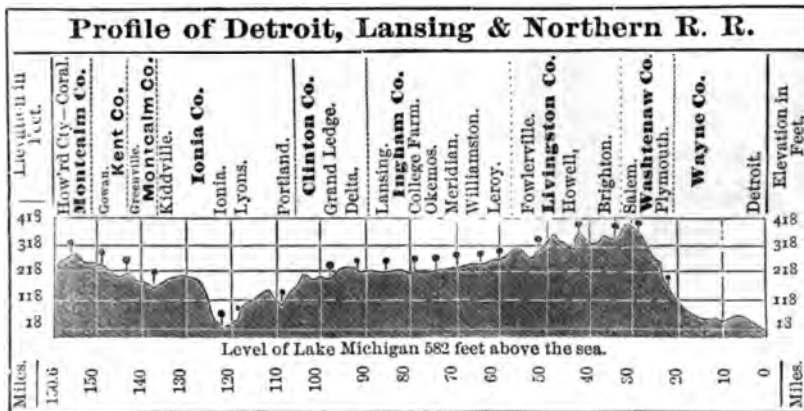 Profile of Detroit, Lansing & Northern R. R.
Elevation in Feet.
How'rd Cty–Coral.
Montcalm Co.
Gowan.
Kent Co.
Greenville.
Montcalm Co.
Kiddville.
Ionia Co.
Ionia.
Lyons.
Portland.
Clinton Co.
Grand Ledge.
Delta.
Lansing.
Ingham Co.
College Farm.
Okemos.
Meridian.
Williamston.
Leroy.
Fowlerville.
Livingston Co.
Howell,
Brighton.
Salem.
Washtenaw Co.
Plymouth.
Wayne Co.
Detroit.
Elevation in Feet.
418 418
318 318
218 218
118 118
18 13
Level of Lake Michigan 582 feet above the sea.
Miles. 150.6 150 140 130 120 100 90 80 70 60 50 40 30 20 0 Miles.